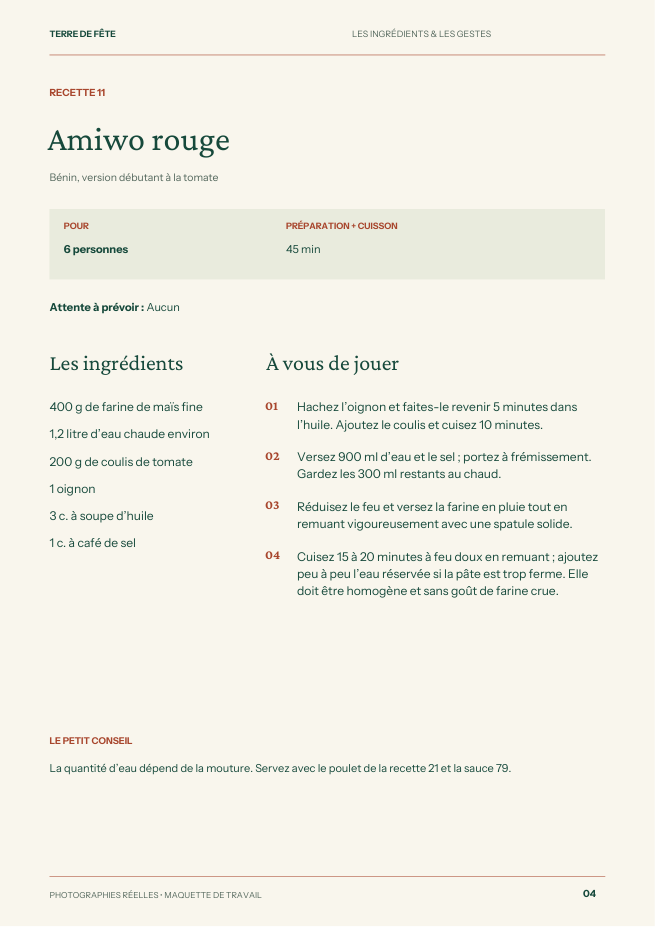 TERRE DE FÊTE
LES INGRÉDIENTS & LES GESTES
RECETTE 11
Amiwo rouge
Bénin, version débutant à la tomate
POUR
6 personnes
PRÉPARATION + CUISSON
45 min
Attente à prévoir : Aucun
Les ingrédients
400 g de farine de maïs fine
1,2 litre d’eau chaude environ
200 g de coulis de tomate
1 oignon
3 c. à soupe d’huile
1 c. à café de sel
À vous de jouer
01 Hachez l’oignon et faites-le revenir 5 minutes dans
l’huile. Ajoutez le coulis et cuisez 10 minutes.
02 Versez 900 ml d’eau et le sel ; portez à frémissement.
Gardez les 300 ml restants au chaud.
03 Réduisez le feu et versez la farine en pluie tout en
remuant vigoureusement avec une spatule solide.
04 Cuisez 15 à 20 minutes à feu doux en remuant ; ajoutez
peu à peu l’eau réservée si la pâte est trop ferme. Elle
doit être homogène et sans goût de farine crue.
LE PETIT CONSEIL
La quantité d’eau dépend de la mouture. Servez avec le poulet de la recette 21 et la sauce 79.
PHOTOGRAPHIES RÉELLES • MAQUETTE DE TRAVAIL
04